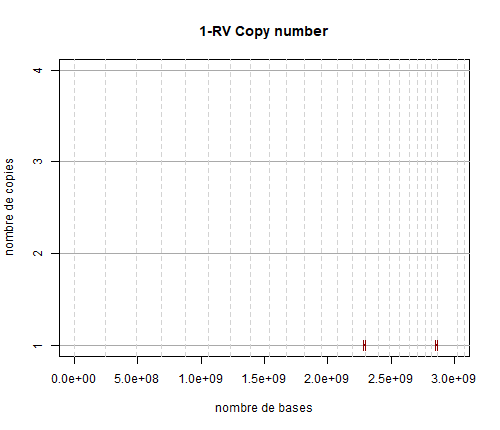 1-RV Copy number
nombre de copies
4
3
2
1
0.0e+00 5.0e+08 1.0e+09 1.5e+09 2.0e+09 2.5e+09 3.0e+09
nombre de bases